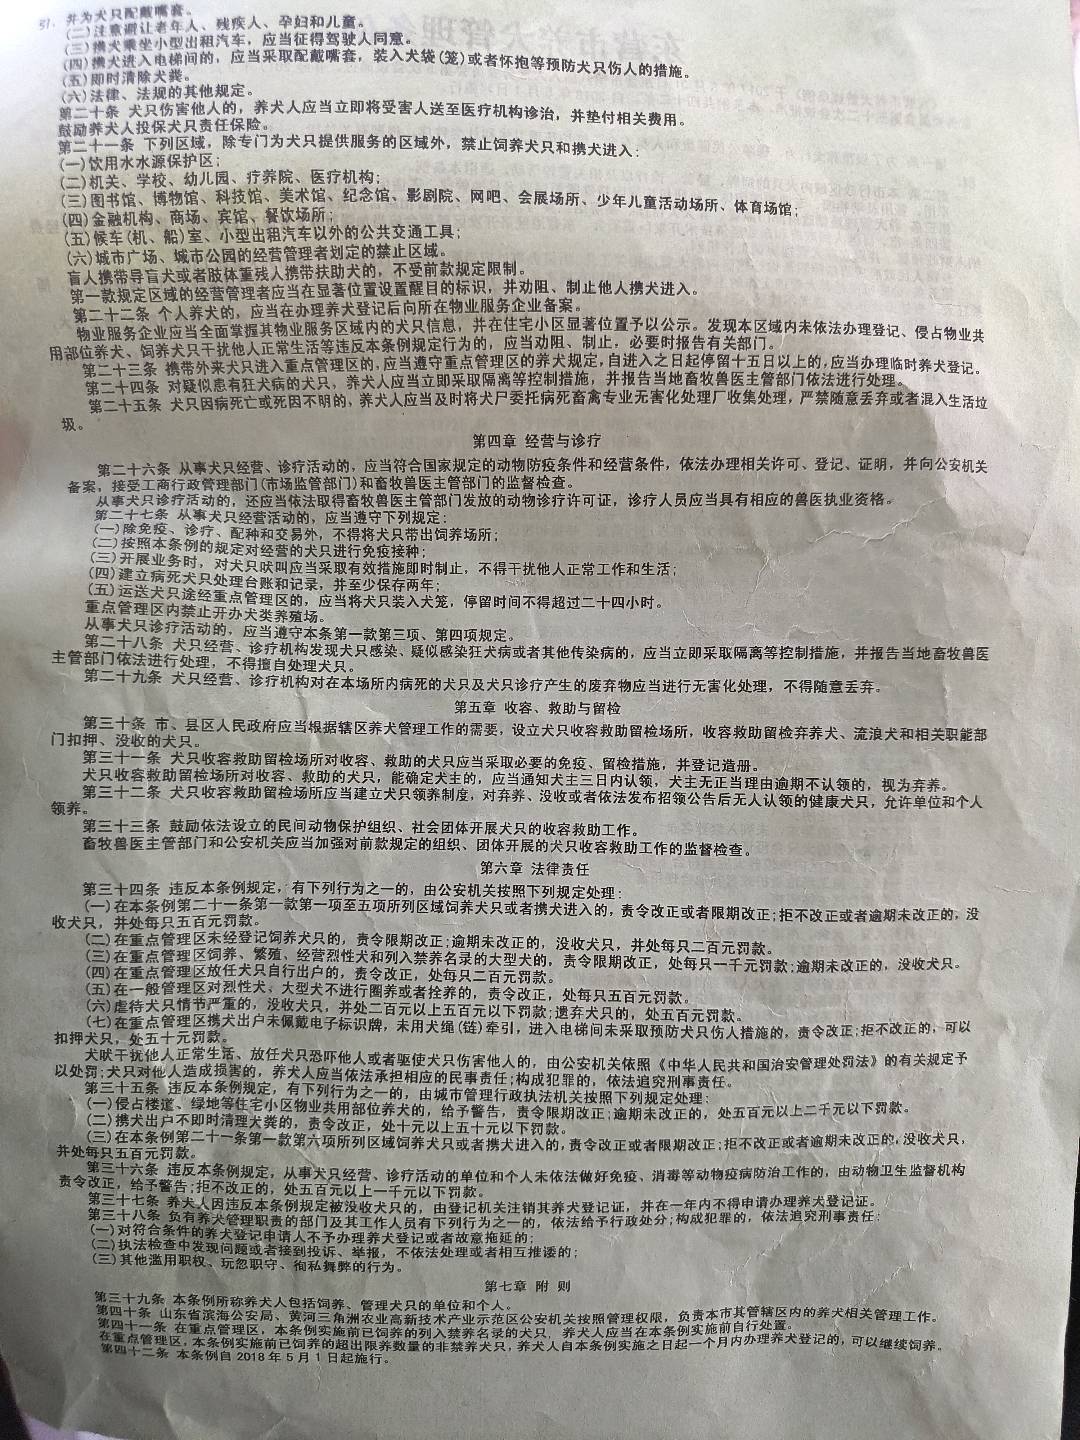 引，并为犬只配戴嘴套。
(二)注意避让老年人、残疾人、孕妇和儿童。
(三)携犬乘坐小型出租汽车，应当征得驾驶人同意。
(四)携犬进入电梯间的，应当采取配戴嘴套，装入犬袋(笼)或者怀抱等预防犬只伤人的措施。
(五)即时清除犬粪。
(六)法律、法规的其他规定。
第二十条 犬只伤害他人的，养犬人应当立即将受害人送至医疗机构诊治，并垫付相关费用。
鼓励养犬人投保犬只责任保险。
第二十一条 下列区域，除专门为犬只提供服务的区域外，禁止饲养犬只和携犬进入：
(一)饮用水水源保护区；
(二)机关、学校、幼儿园、疗养院、医疗机构；
(三)图书馆、博物馆、科技馆、美术馆、纪念馆、影剧院、网吧、会展场所、少年儿童活动场所、体育场馆；
(四)金融机构、商场、宾馆、餐饮场所；
(五)候车(机、船)室、小型出租汽车以外的公共交通工具；
(六)城市广场、城市公园的经营管理者划定的禁止区域。
盲人携带导盲犬或者肢体重残人携带扶助犬的，不受前款规定限制。
第一款规定区域的经营管理者应当在显著位置设置醒目的标识，并劝阻、制止他人携犬进入。
第二十二条 个人养犬的，应当在办理养犬登记后向所在物业服务企业备案。
物业服务企业应当全面掌握其物业服务区域内的犬只信息，并在住宅小区显著位置予以公示。发现本区域内未依法办理登记、侵占物业共
用部位养犬、饲养犬只干扰他人正常生活等违反本条例规定行为的，应当劝阻、制止，必要时报告有关部门。
第二十三条 携带外来犬只进入重点管理区的，应当遵守重点管理区的养犬规定，自进入之日起停留十五日以上的，应当办理临时养犬登记。
第二十四条 对疑似患有狂犬病的犬只，养犬人应当立即采取隔离等控制措施，并报告当地畜牧兽医主管部门依法进行处理。
第二十五条 犬只因病死亡或死因不明的，养犬人应当及时将犬尸委托病死畜禽专业无害化处理厂收集处理，严禁随意丢弃或者混入生活垃
圾。
第四章 经营与诊疗
第二十六条 从事犬只经营、诊疗活动的，应当符合国家规定的动物防疫条件和经营条件，依法办理相关许可、登记、证明，并向公安机关
备案，接受工商行政管理部门(市场监管部门)和畜牧兽医主管部门的监督检查。
从事犬只诊疗活动的，还应当依法取得畜牧兽医主管部门发放的动物诊疗许可证，诊疗人员应当具有相应的兽医执业资格。
第二十七条 从事犬只经营活动的，应当遵守下列规定：
(一)除免疫、诊疗、配种和交易外，不得将犬只带出饲养场所；
(二)按照本条例的规定对经营的犬只进行免疫接种；
(三)开展业务时，对犬只吠叫应当采取有效措施即时制止，不得干扰他人正常工作和生活；
(四)建立病死犬只处理台账和记录，并至少保存两年；
(五)运送犬只途经重点管理区的，应当将犬只装入犬笼，停留时间不得超过二十四小时。
重点管理区内禁止开办犬类养殖场。
从事犬只诊疗活动的，应当遵守本条第一款第三项、第四项规定。
第二十八条 犬只经营、诊疗机构发现犬只感染、疑似感染狂犬病或者其他传染病的，应当立即采取隔离等控制措施，并报告当地畜牧兽医
主管部门依法进行处理，不得擅自处理犬只。
第二十九条 犬只经营、诊疗机构对在本场所内病死的犬只及犬只诊疗产生的废弃物应当进行无害化处理，不得随意丢弃。
第五章 收容、救助与留检
第三十条 市、县区人民政府应当根据辖区养犬管理工作的需要，设立犬只收容救助留检场所，收容救助留检弃养犬、流浪犬和相关职能部
门扣押、没收的犬只。
第三十一条 犬只收容救助留检场所对收容、救助的犬只应当采取必要的免疫、留检措施，并登记造册。
犬只收容救助留检场所对收容、救助的犬只，能确定犬主的，应当通知犬主三日内认领，犬主无正当理由逾期不认领的，视为弃养。
第三十二条 犬只收容救助留检场所应当建立犬只领养制度，对弃养、没收或者依法发布招领公告后无人认领的健康犬只，允许单位和个人
领养。
第三十三条 鼓励依法设立的民间动物保护组织、社会团体开展犬只的收容救助工作。
畜牧兽医主管部门和公安机关应当加强对前款规定的组织、团体开展的犬只收容救助工作的监督检查。
第六章 法律责任
第三十四条 违反本条例规定，有下列行为之一的，由公安机关按照下列规定处理：
(一)在本条例第二十一条第一款第一项至五项所列区域饲养犬只或者携犬进入的，责令改正或者限期改正；拒不改正或者逾期未改正的，没
收犬只，并处每只五百元罚款。
(二)在重点管理区未经登记饲养犬只的，责令限期改正；逾期未改正的，没收犬只，并处每只二百元罚款。
(三)在重点管理区饲养、繁殖、经营烈性犬和列入禁养名录的大型犬的，责令限期改正，处每只一千元罚款；逾期未改正的，没收犬只。
(四)在重点管理区放任犬只自行出户的，责令改正，处每只二百元罚款。
(五)在一般管理区对烈性犬、大型犬不进行圈养或者拴养的，责令改正，处每只五百元罚款。
(六)虐待犬只情节严重的，没收犬只，并处二百元以上五百元以下罚款；遗弃犬只的，处五百元罚款。
(七)在重点管理区携犬出户未佩戴电子标识牌，未用犬绳(链)牵引，进入电梯间未采取预防犬只伤人措施的，责令改正；拒不改正的，可以
扣押犬只，处五十元罚款。
犬吠干扰他人正常生活、放任犬只恐吓他人或者驱使犬只伤害他人的，由公安机关依照《中华人民共和国治安管理处罚法》的有关规定予
以处罚；犬只对他人造成损害的，养犬人应当依法承担相应的民事责任；构成犯罪的，依法追究刑事责任。
第三十五条 违反本条例规定，有下列行为之一的，由城市管理行政执法机关按照下列规定处理：
(一)侵占楼道、绿地等住宅小区物业共用部位养犬的，给予警告，责令限期改正；逾期未改正的，处五百元以上二千元以下罚款。
(二)携犬出户不即时清理犬粪的，责令改正，处十元以上五十元以下罚款。
(三)在本条例第二十一条第一款第六项所列区域饲养犬只或者携犬进入的，责令改正或者限期改正；拒不改正或者逾期未改正的，没收犬只，
并处每只五百元罚款。
第三十六条 违反本条例规定，从事犬只经营、诊疗活动的单位和个人未依法做好免疫、消毒等动物疫病防治工作的，由动物卫生监督机构
责令改正，给予警告；拒不改正的，处五百元以上一千元以下罚款。
第三十七条 养犬人因违反本条例规定被没收犬只的，由登记机关注销其养犬登记证，并在一年内不得申请办理养犬登记证。
第三十八条 负有养犬管理职责的部门及其工作人员有下列行为之一的，依法给予行政处分；构成犯罪的，依法追究刑事责任：
(一)对符合条件的养犬登记申请人不予办理养犬登记或者故意拖延的；
(二)执法检查中发现问题或者接到投诉、举报，不依法处理或者相互推诿的；
(三)其他滥用职权、玩忽职守、徇私舞弊的行为。
第七章 附 则
第三十九条 本条例所称养犬人包括饲养、管理犬只的单位和个人。
第四十条 山东省滨海公安局、黄河三角洲农业高新技术产业示范区公安机关按照管理权限，负责本市其管辖区内的养犬相关管理工作。
第四十一条 在重点管理区，本条例实施前已饲养的列入禁养名录的犬只，养犬人应当在本条例实施前自行处置。
在重点管理区，本条例实施前已饲养的超出限养数量的非禁养犬只，养犬人自本条例实施之日起一个月内办理养犬登记的，可以继续饲养。
第四十二条 本条例自 2018 年 5 月 1 日起施行。